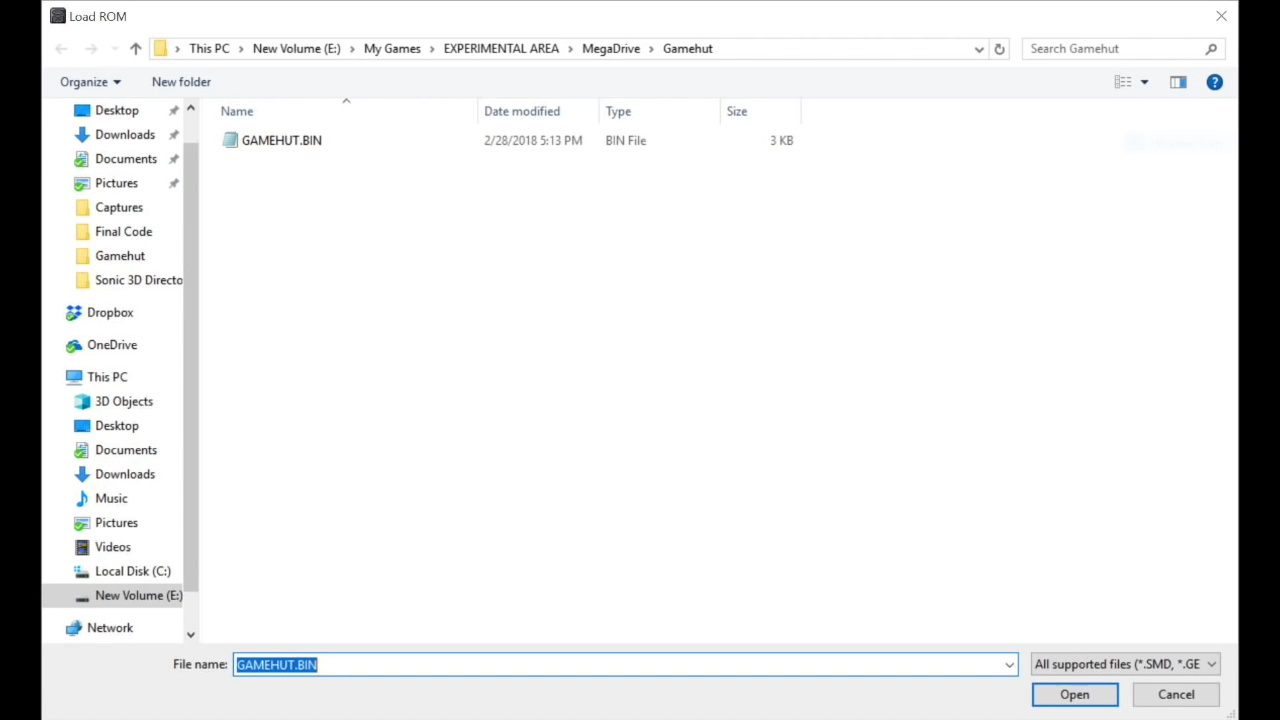 Load ROM
This PC > New Volume (E:) > My Games > EXPERIMENTAL AREA > MegaDrive > Gamehut
Search Gamehut
Organize
New folder
Name
Date modified
Type
Size
GAMEHUT.BIN
2/28/2018 5:13 PM
BIN File
3 KB
Desktop
Downloads
Documents
Pictures
Captures
Final Code
Gamehut
Sonic 3D Directo
Dropbox
OneDrive
This PC
3D Objects
Desktop
Documents
Downloads
Music
Pictures
Videos
Local Disk (C:)
New Volume (E:)
Network
File name:
GAMEHUT.BIN
All supported files (*.SMD, *.GE
Open
Cancel